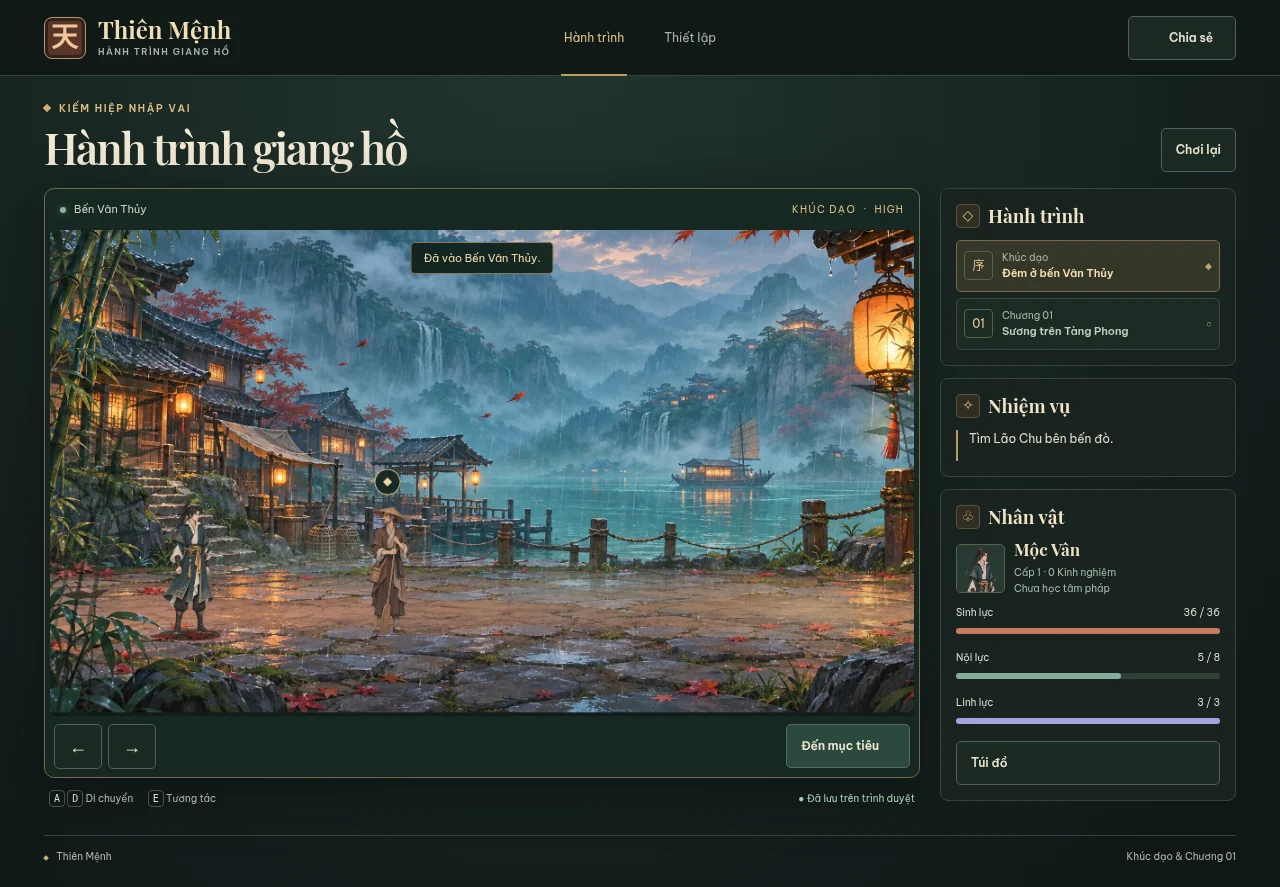 天
Thiên Mệnh
HÀNH TRÌNH GIANG HỒ
Hành trình
Thiết lập
Chia sẻ
KIẾM HIỆP NHẬP VAI
Hành trình giang hồ
Chơi lại
Bến Vân Thủy
KHÚC DẠO · HIGH
Đã vào Bến Vân Thủy.
Hành trình
序
Khúc dạo
Đêm ở bến Vân Thủy
01
Chương 01
Sương trên Tàng Phong
Nhiệm vụ
Tìm Lão Chu bên bến đò.
Nhân vật
Mộc Vân
Cấp 1 · 0 Kinh nghiệm
Chưa học tâm pháp
Sinh lực 36 / 36
Nội lực 5 / 8
Linh lực 3 / 3
Túi đồ
← →
Đến mục tiêu
A D Di chuyển E Tương tác
Đã lưu trên trình duyệt
Thiên Mệnh
Khúc dạo & Chương 01